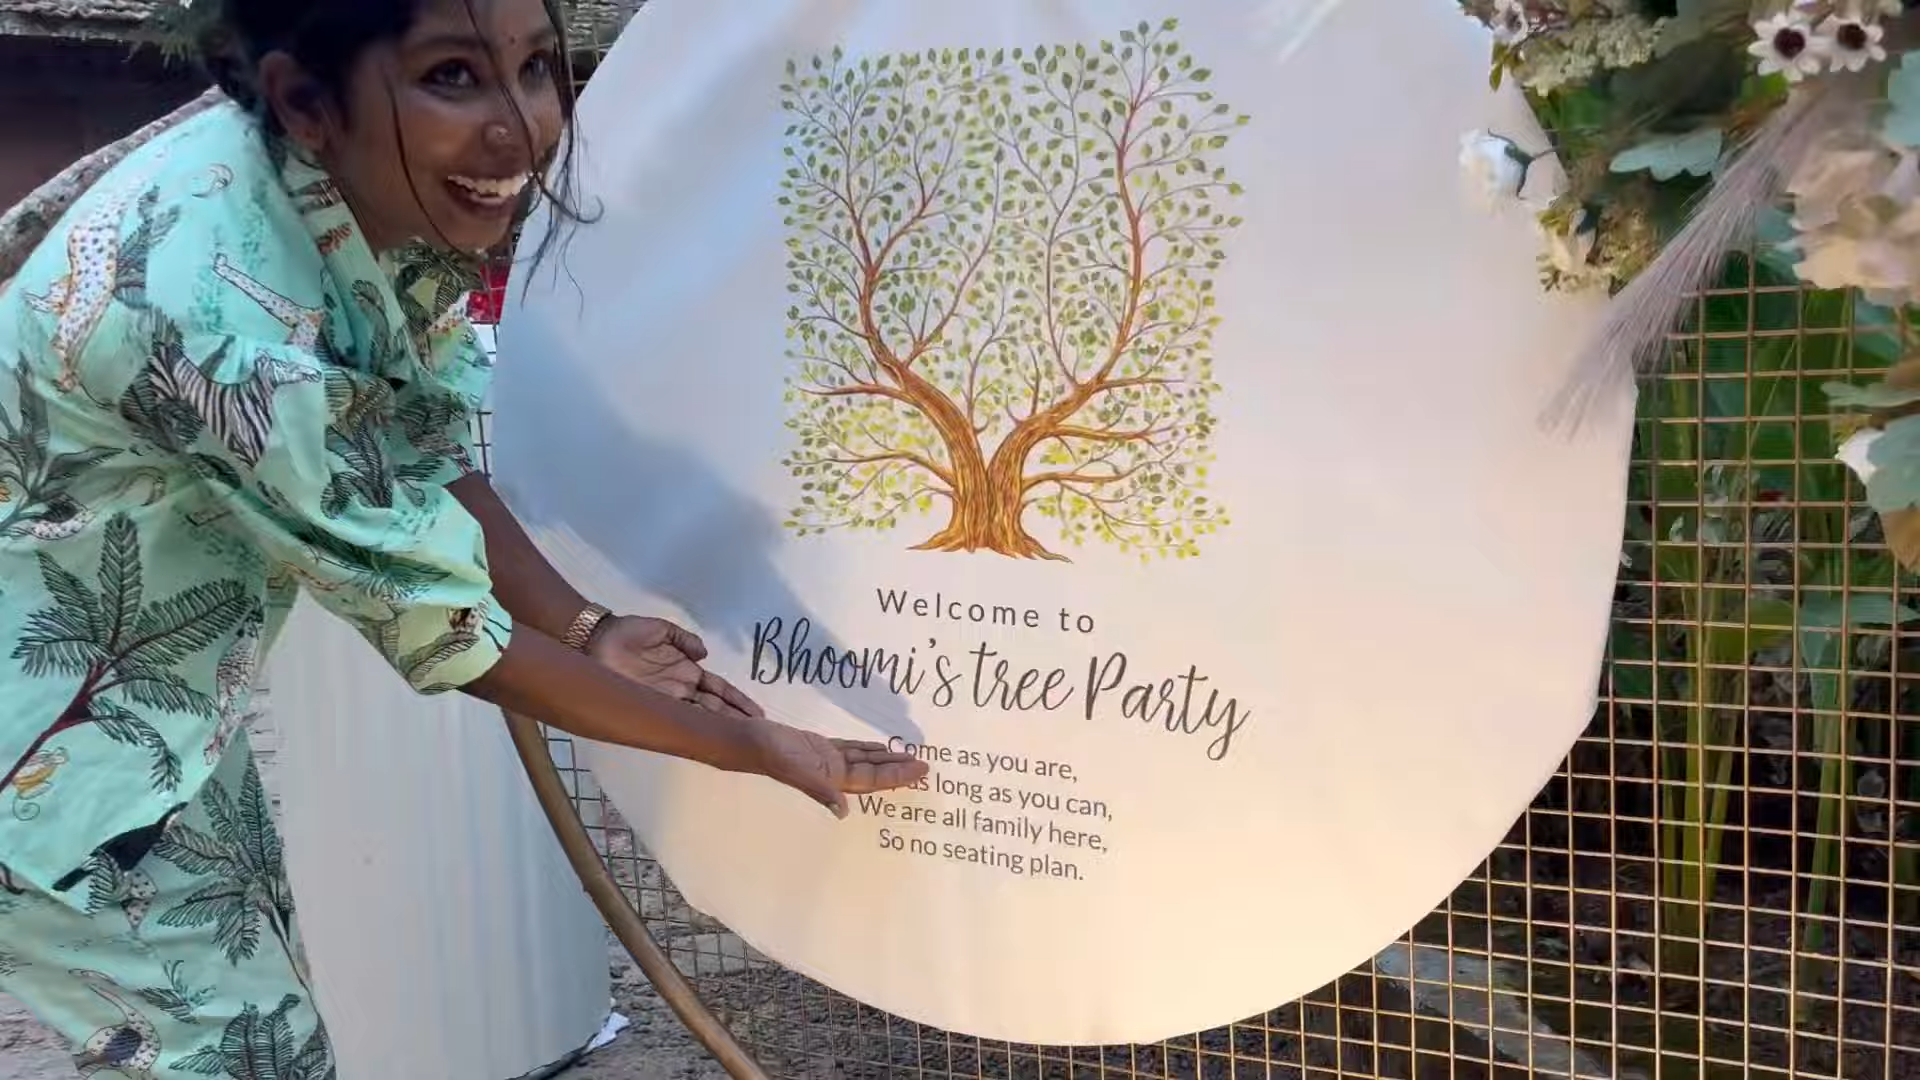 Welcome to
Bhoomi's tree Party
Come as you are,
as long as you can,
We are all family here,
So no seating plan.